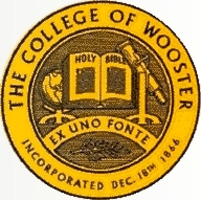 THE COLLEGE OF WOOSTER
HOLY BIBLE
EX UNO FONTE
INCORPORATED DEC. 18TH, 1866